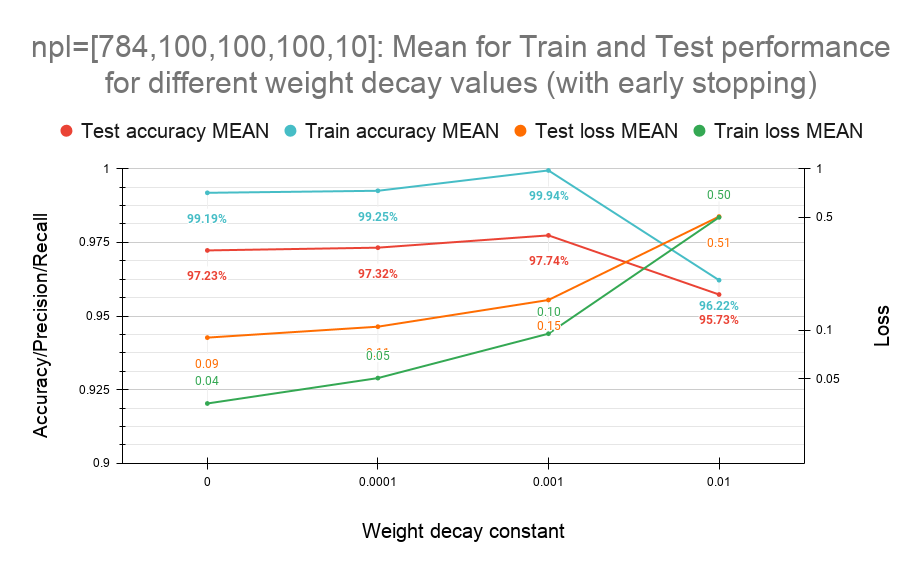 npl=[784,100,100,100,10]: Mean for Train and Test performance
for different weight decay values (with early stopping)
Test accuracy MEAN Train accuracy MEAN Test loss MEAN Train loss MEAN
1 1
0.50
99.19% 99.25% 99.94% 0.5
0.975 0.51
97.23% 97.32% 97.74%
96.22%
0.95 0.10 95.73%
0.15 0.1
0.09 0.05
0.04
0.925 0.05
0.9
0 0.0001 0.001 0.01
Accuracy/Precision/Recall
Loss
Weight decay constant